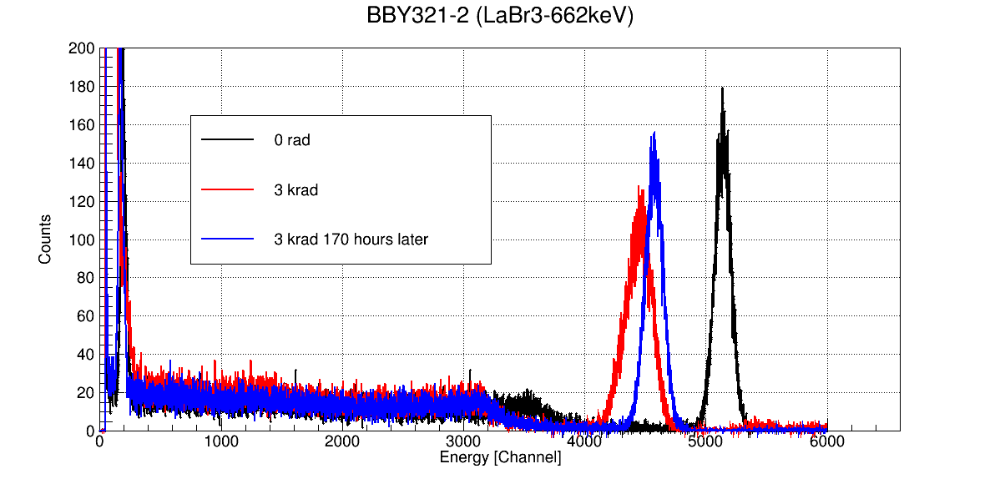 BBY321-2 (LaBr3-662keV)
200
180
160
140
120
100
80
60
40
20
0
Counts
0 rad
3 krad
3 krad 170 hours later
0 1000 2000 3000 4000 5000 6000
Energy [Channel]